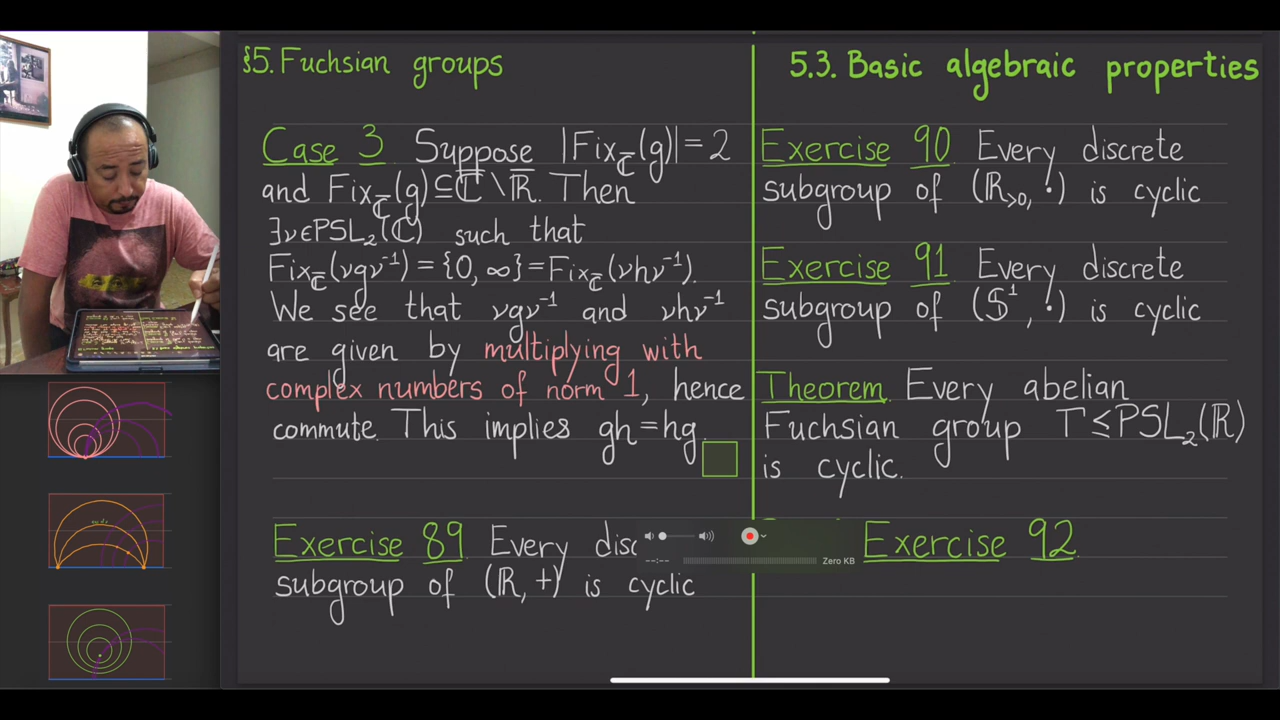 §5. Fuchsian groups
Case 3 Suppose |Fix_ℂ̅(g)| = 2
and Fix_ℂ̅(g) ⊆ ℂ \ ℝ. Then
∃ν∈PSL₂(ℂ) such that
Fix_ℂ̅(νgν⁻¹) = {0, ∞} = Fix_ℂ̅(νhν⁻¹).
We see that νgν⁻¹ and νhν⁻¹
are given by multiplying with
complex numbers of norm 1, hence
commute. This implies gh = hg.
Exercise 89 Every disc
subgroup of (ℝ, +) is cyclic
5.3. Basic algebraic properties
Exercise 90 Every discrete
subgroup of (ℝ>0, ·) is cyclic
Exercise 91 Every discrete
subgroup of (𝕊¹, ·) is cyclic
Theorem. Every abelian
Fuchsian group Γ ≤ PSL₂(ℝ)
is cyclic.
Exercise 92.
--:--
Zero KB